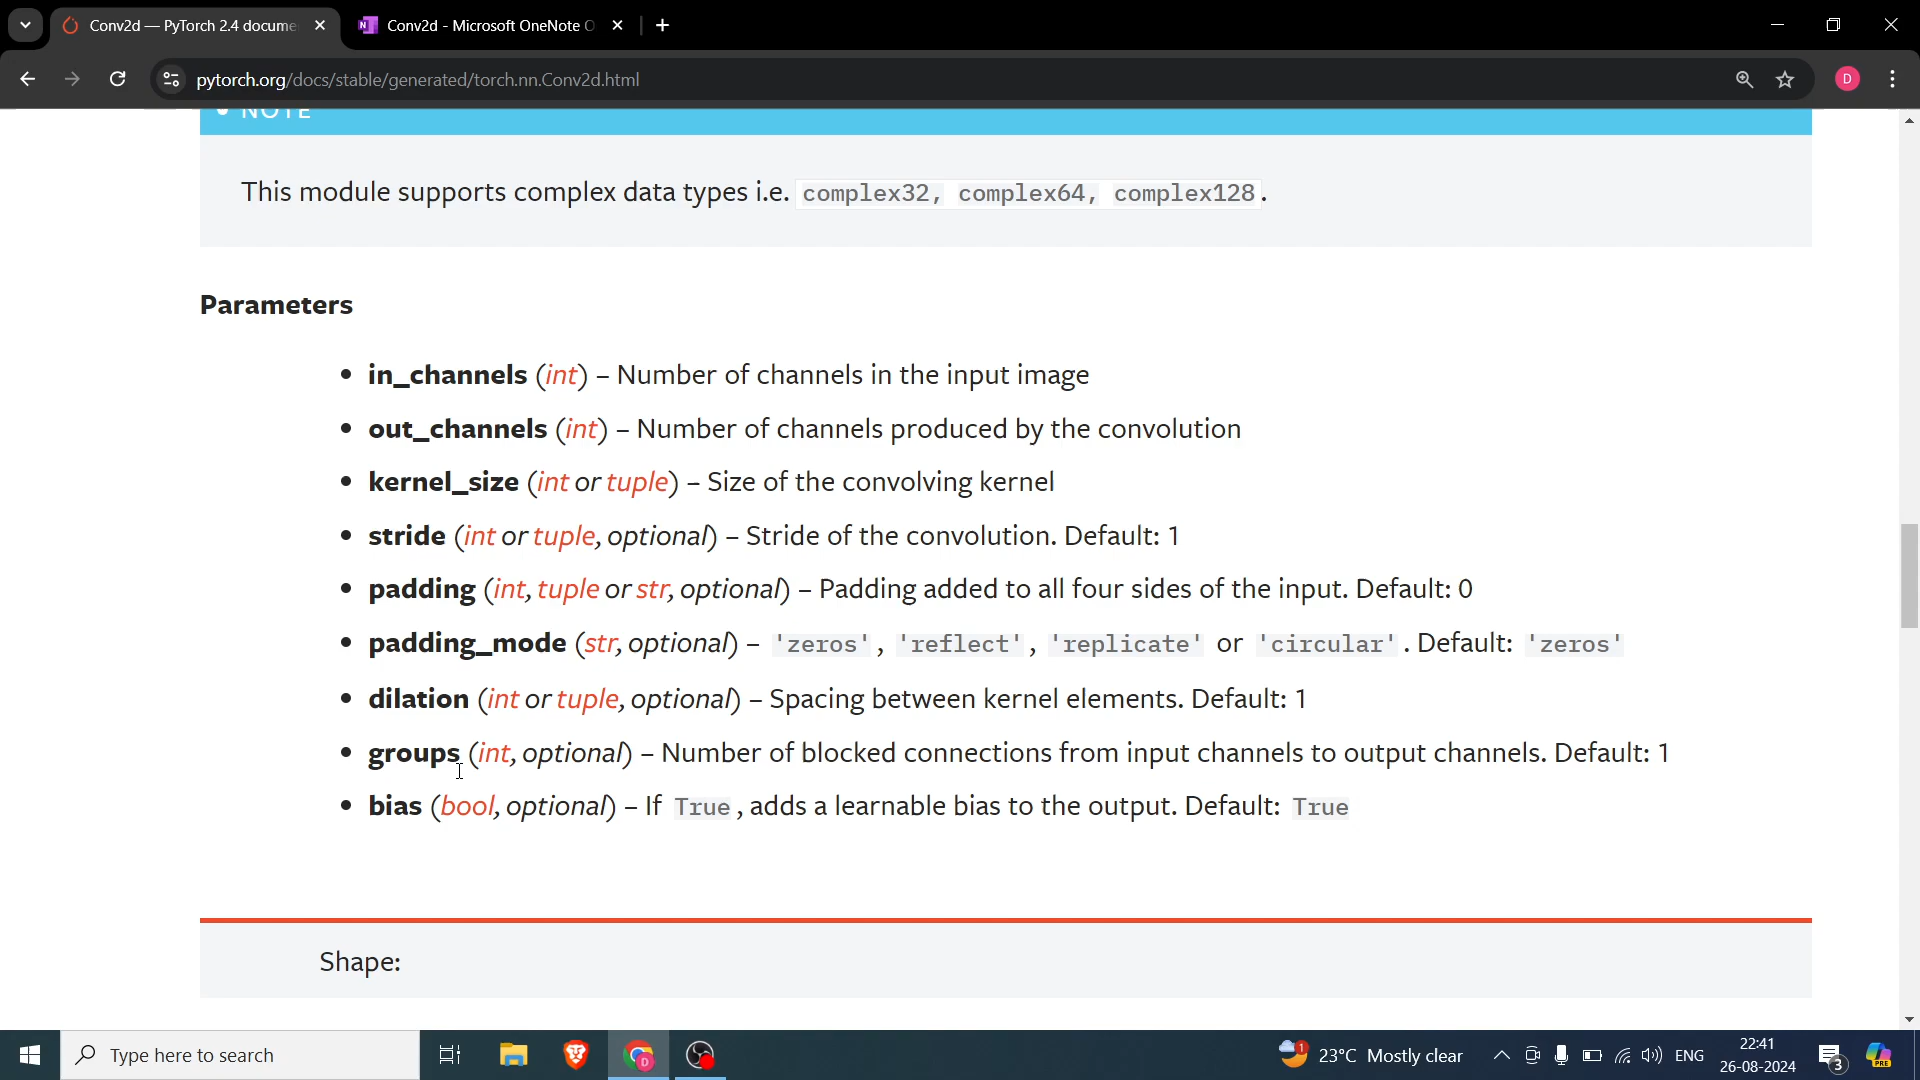 Conv2d — PyTorch 2.4 docume
Conv2d - Microsoft OneNote O
pytorch.org/docs/stable/generated/torch.nn.Conv2d.html
D
• NOTE
This module supports complex data types i.e. complex32, complex64, complex128.
Parameters
• in_channels (int) – Number of channels in the input image
• out_channels (int) – Number of channels produced by the convolution
• kernel_size (int or tuple) – Size of the convolving kernel
• stride (int or tuple, optional) – Stride of the convolution. Default: 1
• padding (int, tuple or str, optional) – Padding added to all four sides of the input. Default: 0
• padding_mode (str, optional) – 'zeros', 'reflect', 'replicate' or 'circular'. Default: 'zeros'
• dilation (int or tuple, optional) – Spacing between kernel elements. Default: 1
• groups (int, optional) – Number of blocked connections from input channels to output channels. Default: 1
• bias (bool, optional) – If True, adds a learnable bias to the output. Default: True
Shape:
Type here to search
1
23°C Mostly clear
ENG
22:41
26-08-2024
3
PRE